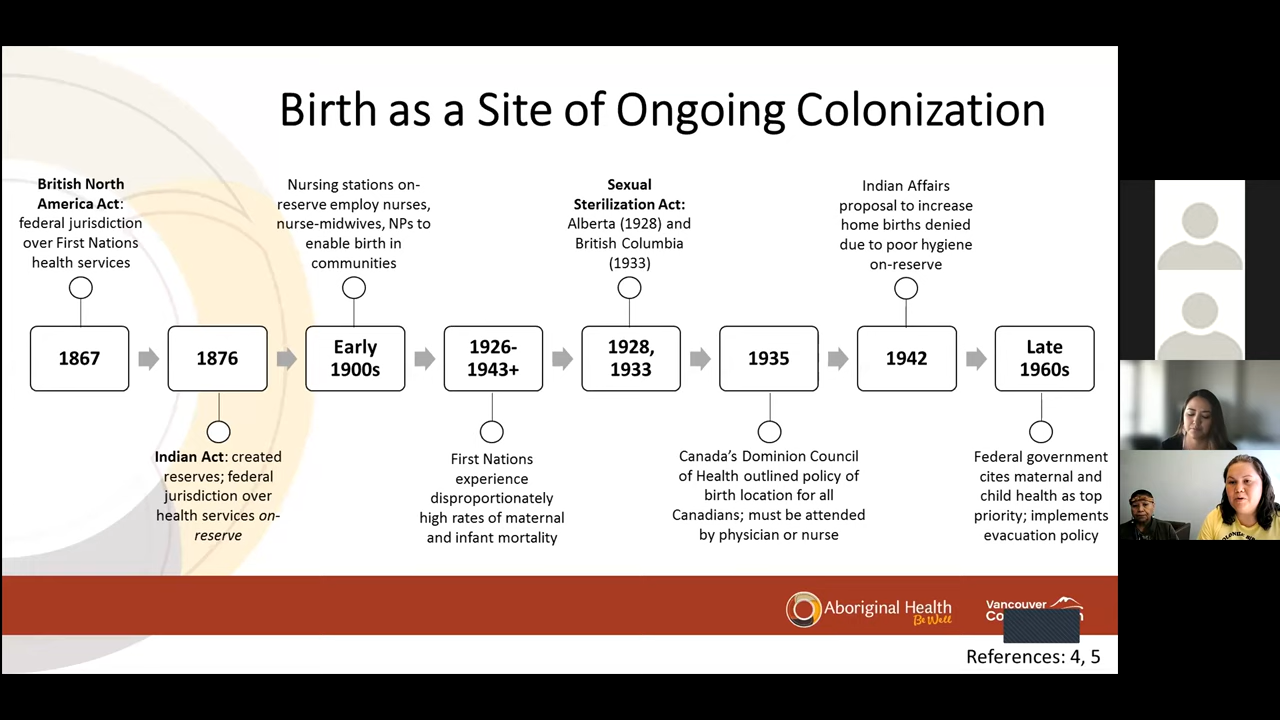 Birth as a Site of Ongoing Colonization
British North
America Act:
federal jurisdiction
over First Nations
health services
Nursing stations on-
reserve employ nurses,
nurse-midwives, NPs to
enable birth in
communities
Sexual
Sterilization Act:
Alberta (1928) and
British Columbia
(1933)
Indian Affairs
proposal to increase
home births denied
due to poor hygiene
on-reserve
1867
1876
Early
1900s
1926-
1943+
1928,
1933
1935
1942
Late
1960s
Indian Act: created
reserves; federal
jurisdiction over
health services on-
reserve
First Nations
experience
disproportionately
high rates of maternal
and infant mortality
Canada's Dominion Council
of Health outlined policy of
birth location for all
Canadians; must be attended
by physician or nurse
Federal government
cites maternal and
child health as top
priority; implements
evacuation policy
Aboriginal Health
Be Well
Vancouver
References: 4, 5